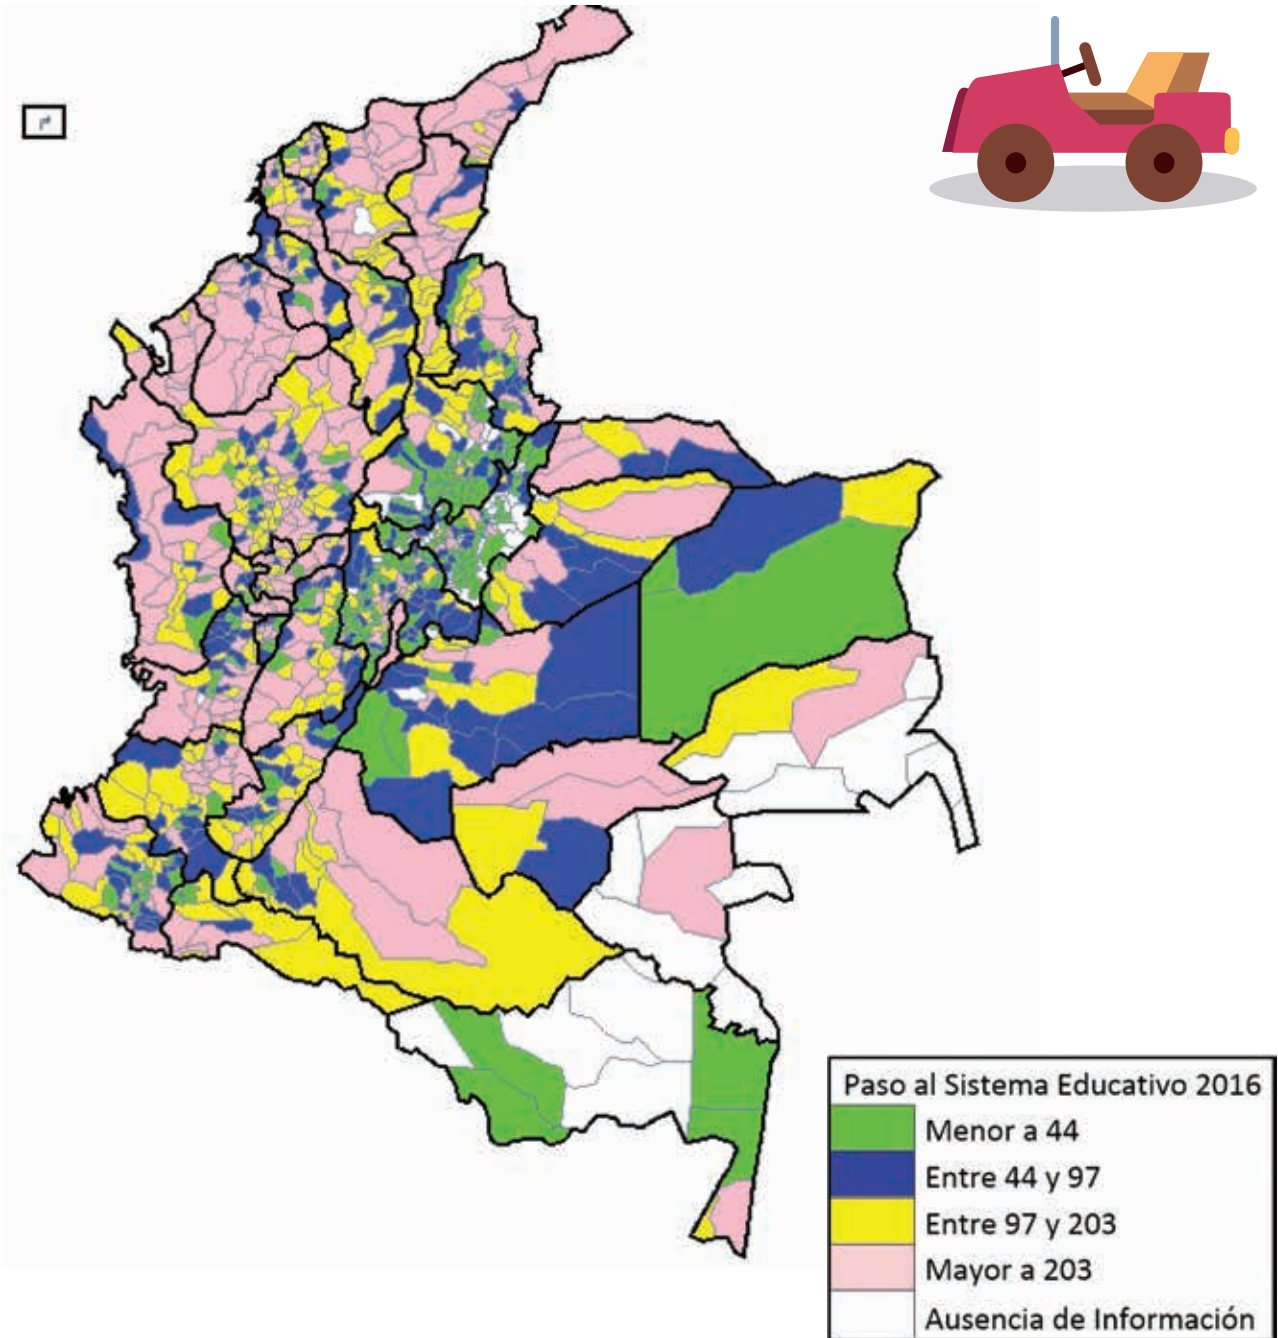 Paso al Sistema Educativo 2016
Menor a 44
Entre 44 y 97
Entre 97 y 203
Mayor a 203
Ausencia de Información